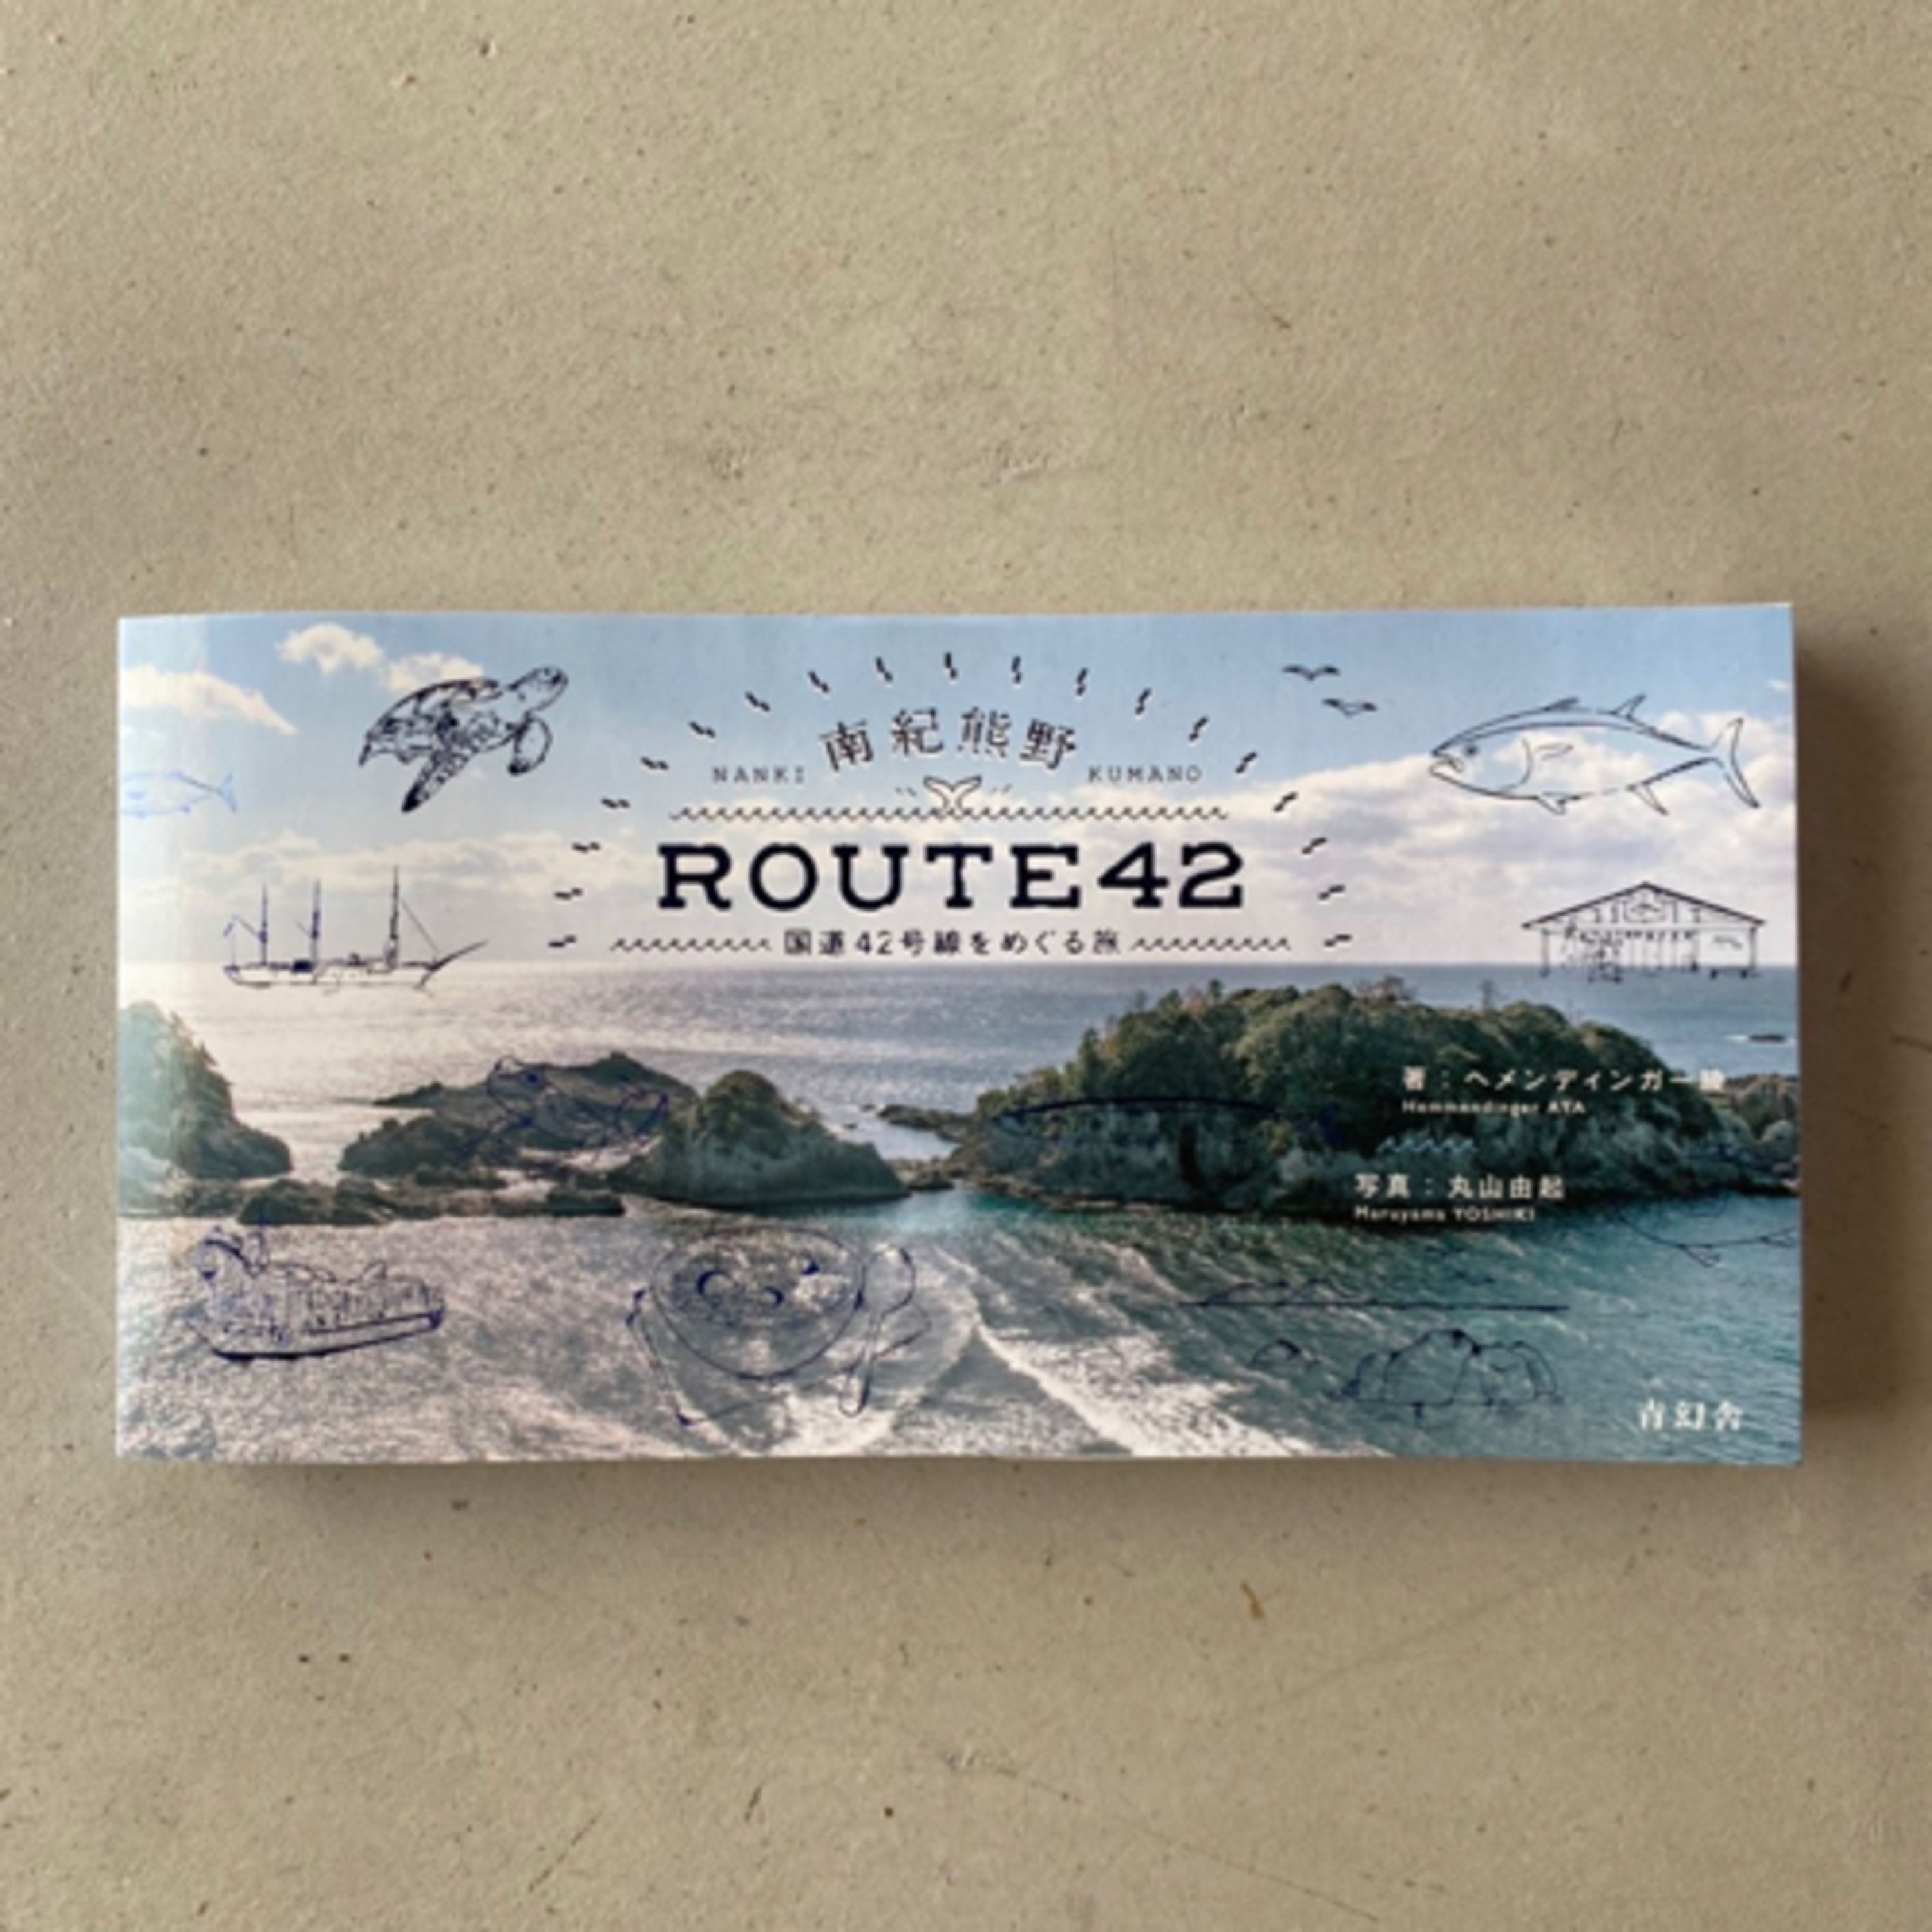 南紀熊野
NANKI KUMANO
ROUTE42
国道42号線をめぐる旅
著：ヘメンディンガー綾
Hemmendinger AYA
写真：丸山由起
Maruyama YOSHIKI
青幻舎